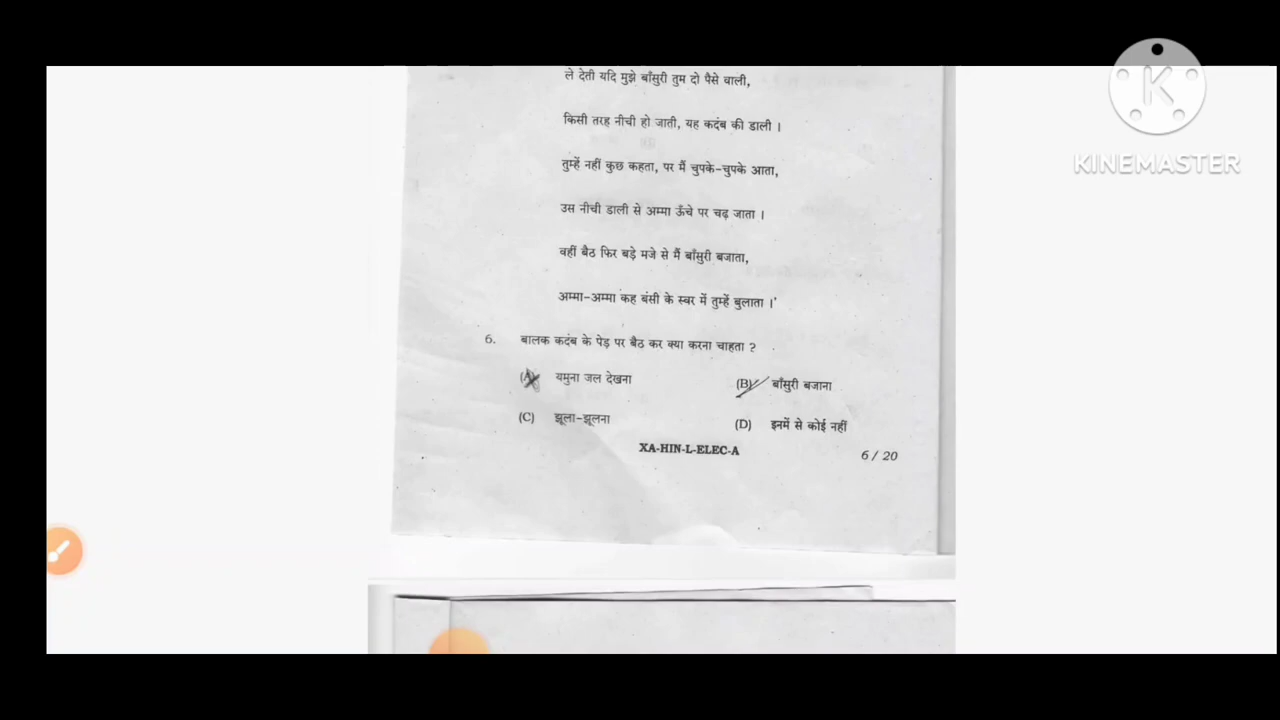 ले देती यदि मुझे बाँसुरी तुम दो पैसे वाली,
किसी तरह नीची हो जाती, यह कदंब की डाली ।
तुम्हें नहीं कुछ कहता, पर मैं चुपके-चुपके आता,
उस नीची डाली से अम्मा ऊँचे पर चढ़ जाता ।
वहीं बैठ फिर बड़े मजे से मैं बाँसुरी बजाता,
अम्मा-अम्मा कह बंसी के स्वर में तुम्हें बुलाता ।'
6. बालक कदंब के पेड़ पर बैठ कर क्या करना चाहता ?
(A) यमुना जल देखना (B) बाँसुरी बजाना
(C) झूला-झूलना (D) इनमें से कोई नहीं
XA-HIN-L-ELEC-A 6 / 20
K
KINEMASTER